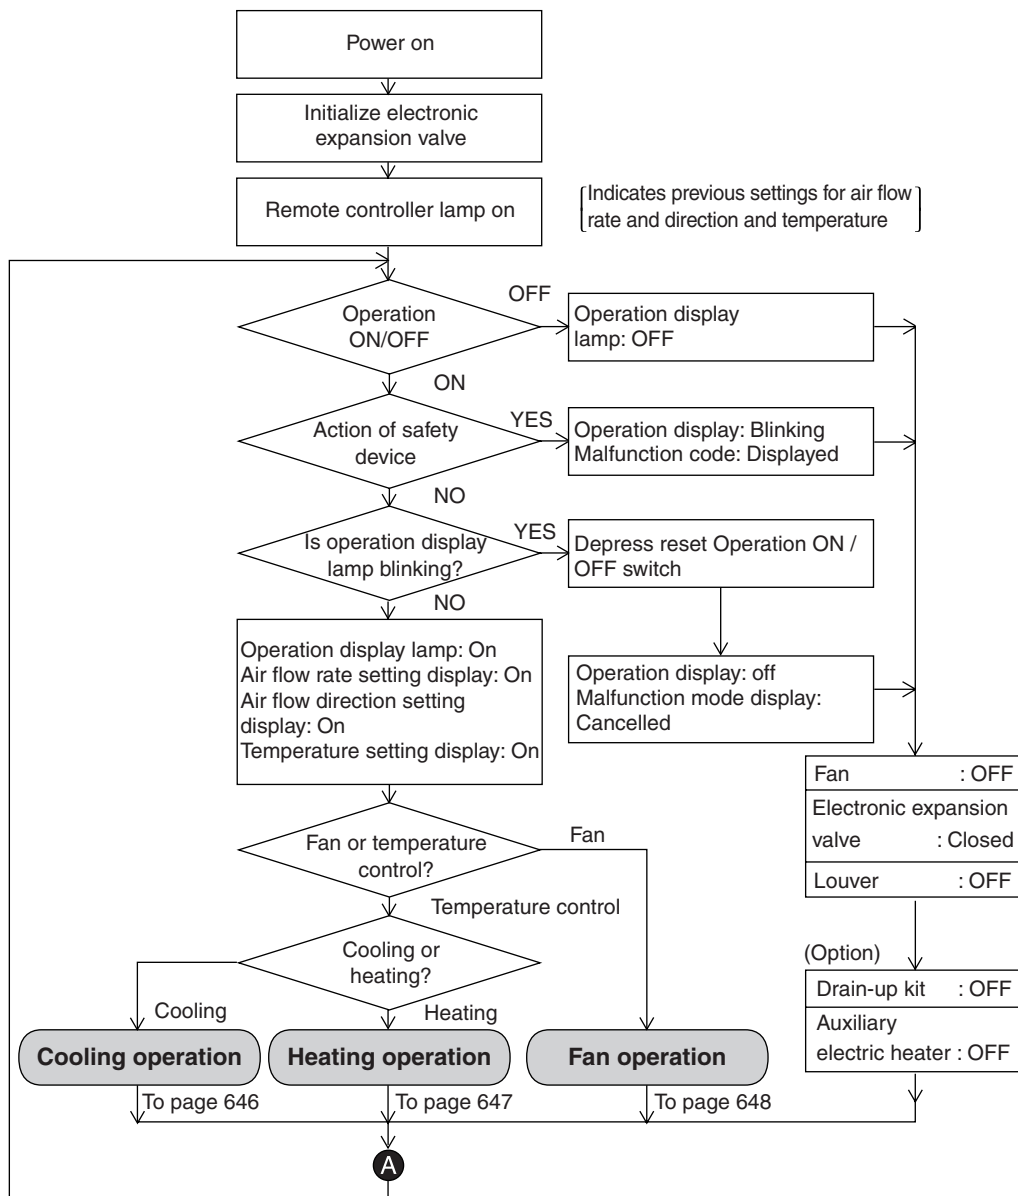 Power on
Initialize electronic
expansion valve
Remote controller lamp on
Indicates previous settings for air flow
rate and direction and temperature
Operation
ON/OFF
OFF
Operation display
lamp: OFF
ON
Action of safety
device
YES
Operation display: Blinking
Malfunction code: Displayed
NO
Is operation display
lamp blinking?
YES
Depress reset Operation ON /
OFF switch
NO
Operation display lamp: On
Air flow rate setting display: On
Air flow direction setting
display: On
Temperature setting display: On
Operation display: off
Malfunction mode display:
Cancelled
Fan : OFF
Electronic expansion
valve : Closed
Louver : OFF
Fan or temperature
control?
Fan
Temperature control
Cooling or
heating?
(Option)
Drain-up kit : OFF
Auxiliary
electric heater : OFF
Cooling
Heating
Cooling operation
Heating operation
Fan operation
To page 646
To page 647
To page 648
A